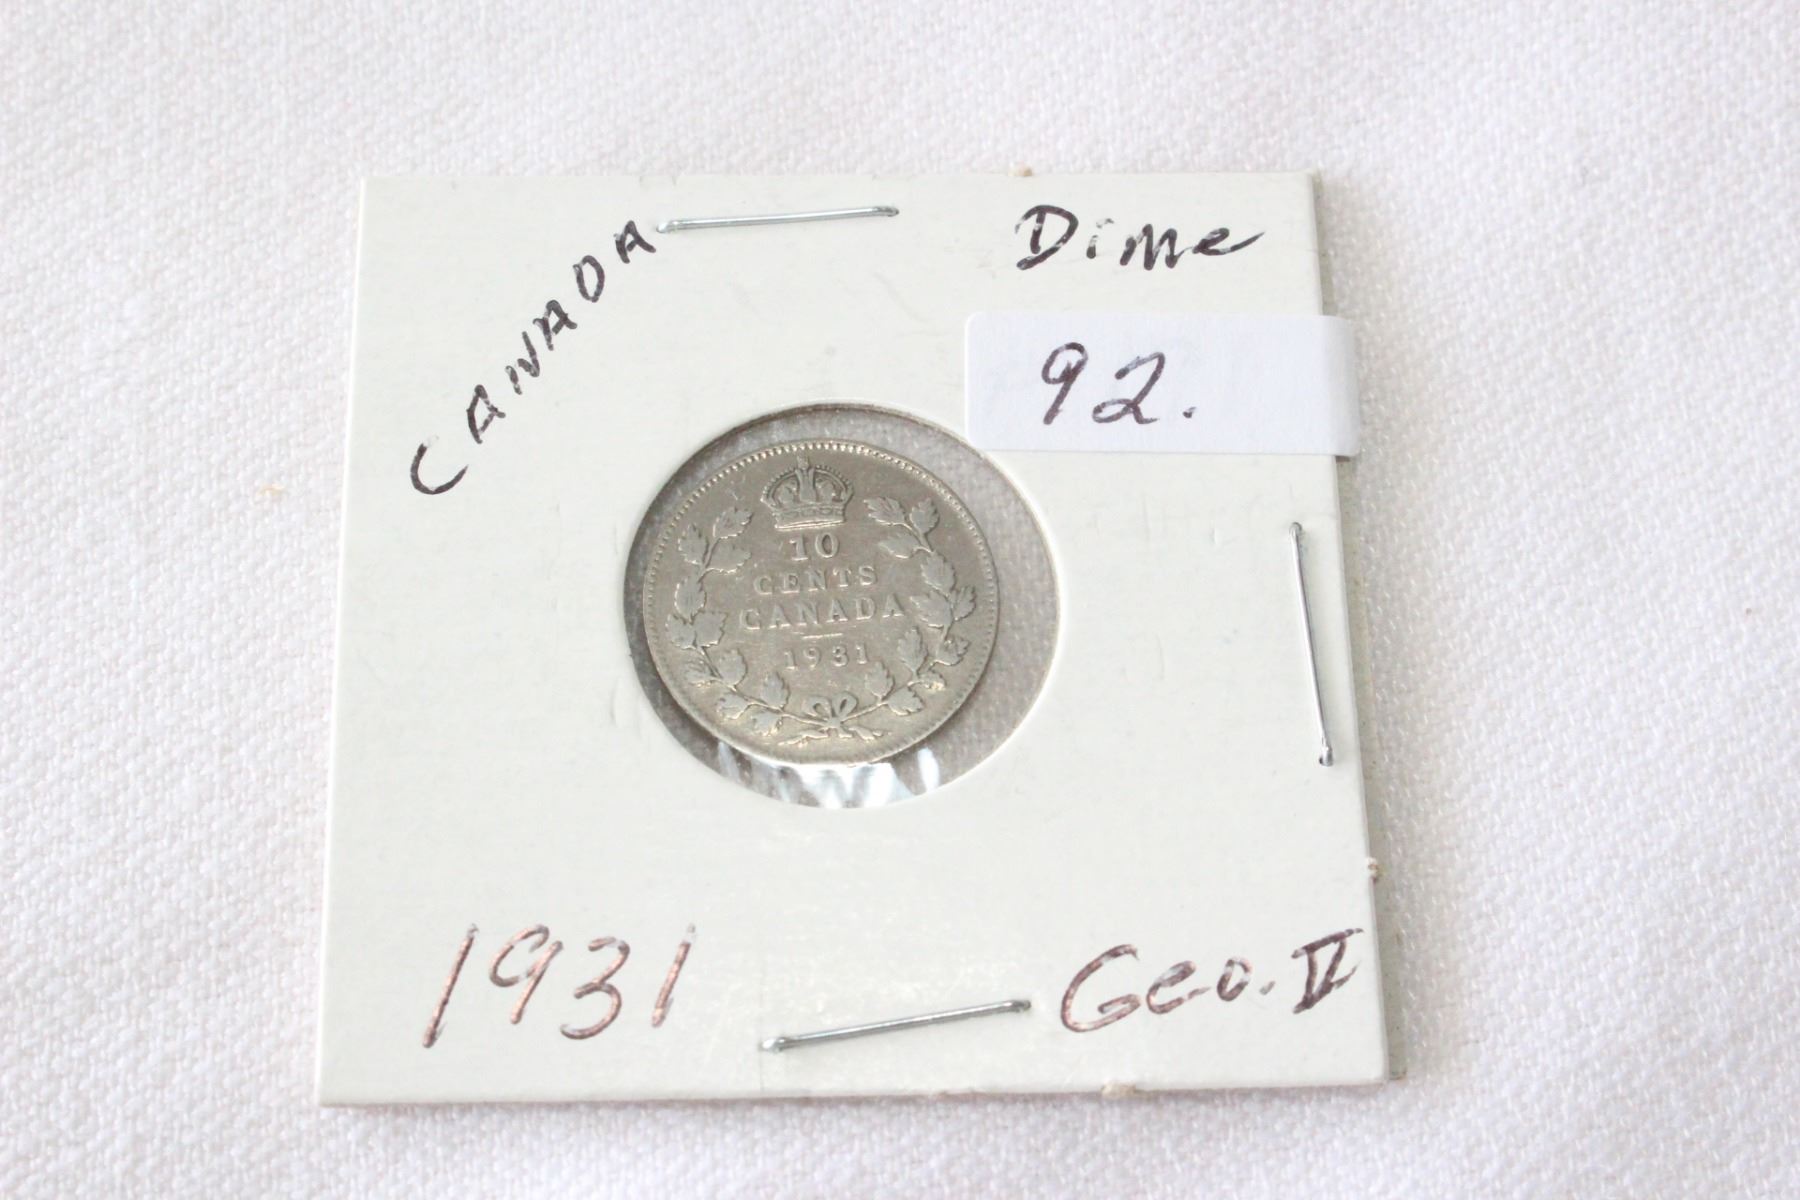 CANADA
Dime
92.
10
CENTS
CANADA
1931
1931
Geo. V